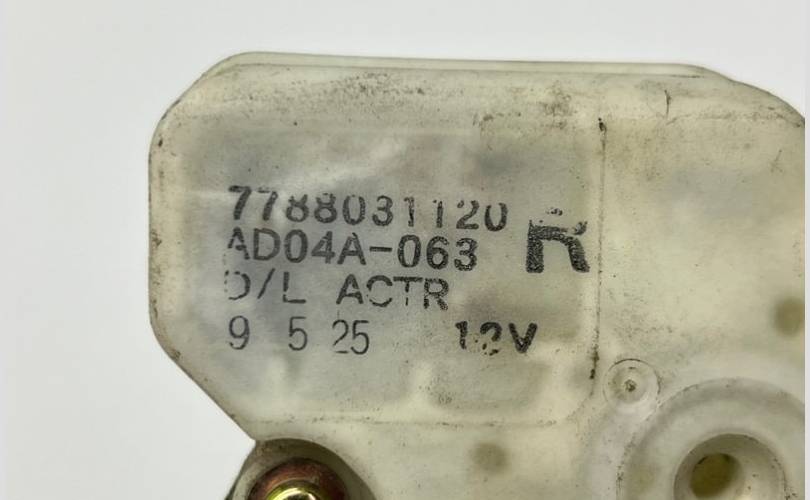 7788031120 R
AD04A-063
D/L ACTR
9 5 25 12V